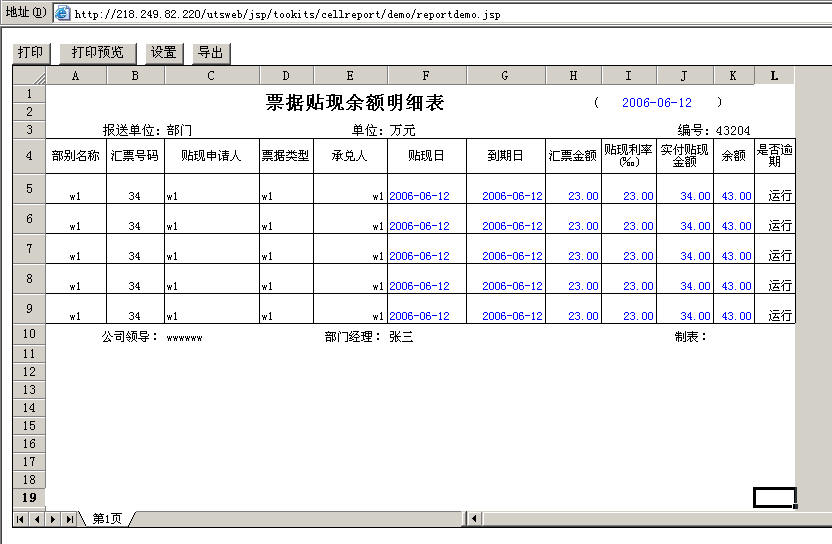 地址(D) http://218.249.82.220/utsweb/jsp/tookits/cellreport/demo/reportdemo.jsp
打印 打印预览 设置 导出
A B C D E F G H I J K L
1 票据贴现余额明细表 ( 2006-06-12 )
2
3 报送单位: 部门 单位: 万元 编号: 43204
4 部别名称 汇票号码 贴现申请人 票据类型 承兑人 贴现日 到期日 汇票金额 贴现利率(‰) 实付贴现金额 余额 是否逾期
5 w1 34 w1 w1 w1 2006-06-12 2006-06-12 23.00 23.00 34.00 43.00 运行
6 w1 34 w1 w1 w1 2006-06-12 2006-06-12 23.00 23.00 34.00 43.00 运行
7 w1 34 w1 w1 w1 2006-06-12 2006-06-12 23.00 23.00 34.00 43.00 运行
8 w1 34 w1 w1 w1 2006-06-12 2006-06-12 23.00 23.00 34.00 43.00 运行
9 w1 34 w1 w1 w1 2006-06-12 2006-06-12 23.00 23.00 34.00 43.00 运行
10 公司领导: wwwwww 部门经理: 张三 制表:
11
12
13
14
15
16
17
18
19
第1页